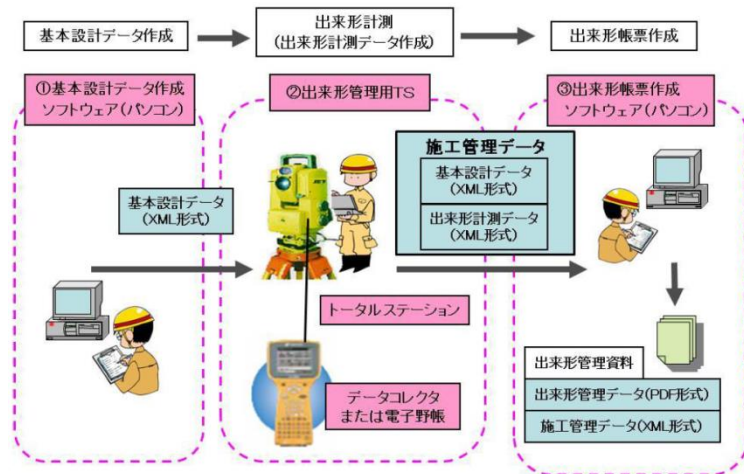 基本設計データ作成
出来形計測
(出来形計測データ作成)
出来形帳票作成
①基本設計データ作成
ソフトウェア(パソコン)
②出来形管理用TS
③出来形帳票作成
ソフトウェア(パソコン)
施工管理データ
基本設計データ
(XML形式)
出来形計測データ
(XML形式)
基本設計データ
(XML形式)
トータルステーション
データコレクタ
または電子野帳
出来形管理資料
出来形管理データ(PDF形式)
施工管理データ(XML形式)